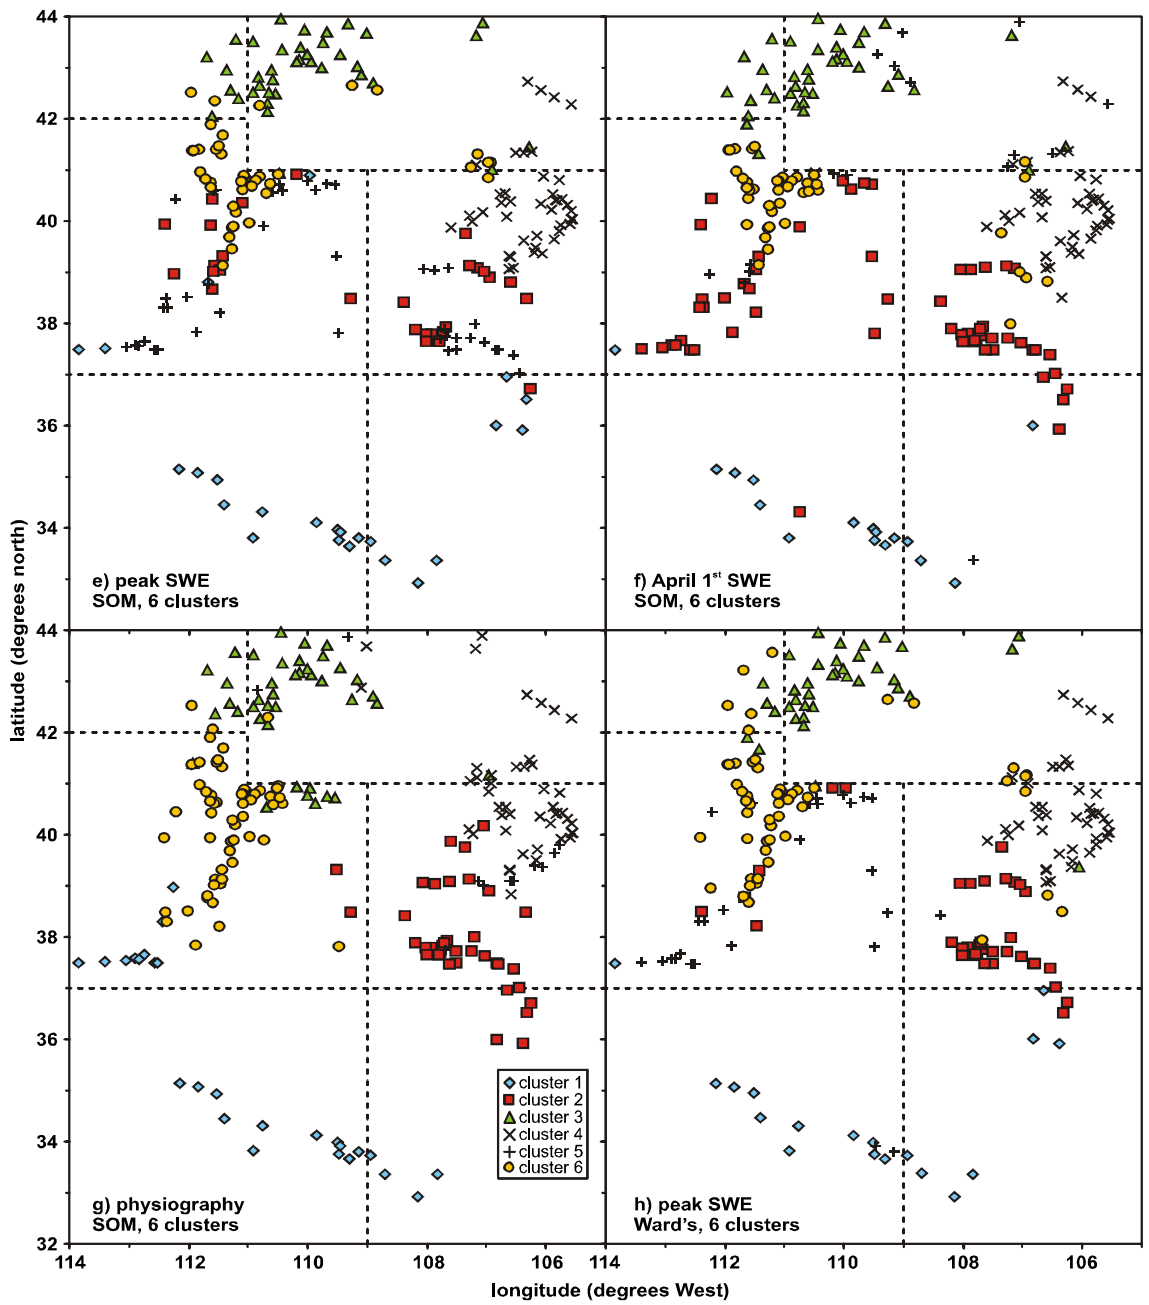 44
42
40
38
36
34
e) peak SWE
SOM, 6 clusters
f) April 1st SWE
SOM, 6 clusters
latitude (degrees north)
44
42
40
38
36
34
32
g) physiography
SOM, 6 clusters
cluster 1
cluster 2
cluster 3
cluster 4
cluster 5
cluster 6
h) peak SWE
Ward's, 6 clusters
114 112 110 108 106 114 112 110 108 106
longitude (degrees West)